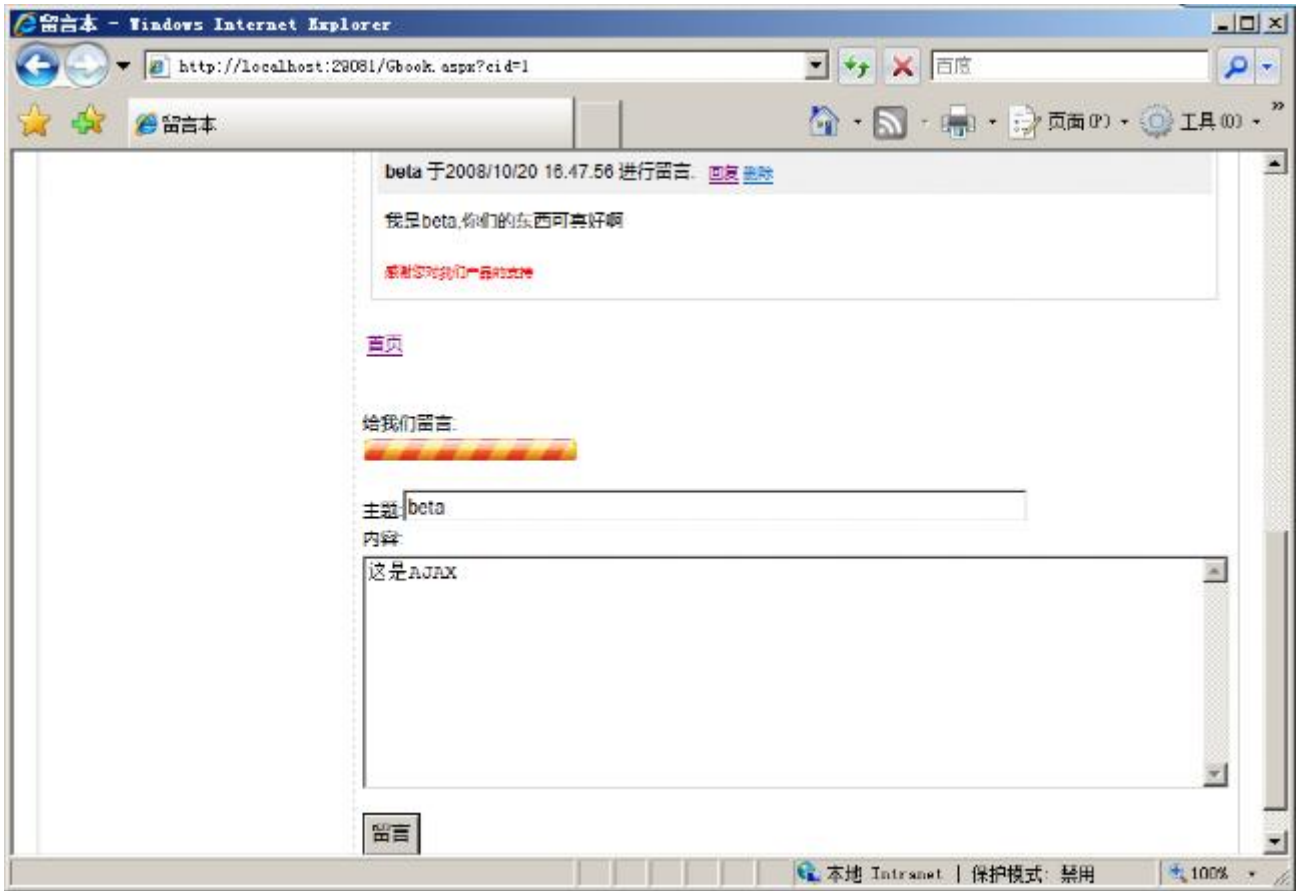 留言本 - Windows Internet Explorer
http://localhost:29081/Gbook.aspx?cid=1
百度
留言本
页面(P)
工具(O)
»
beta 于2008/10/20 16.47.56 进行留言. 回复 删除
我是beta,你们的东西可真好啊
感谢您对我们产品的支持
首页
给我们留言:
主题:beta
内容:
这是AJAX
留言
本地 Intranet | 保护模式: 禁用
100%